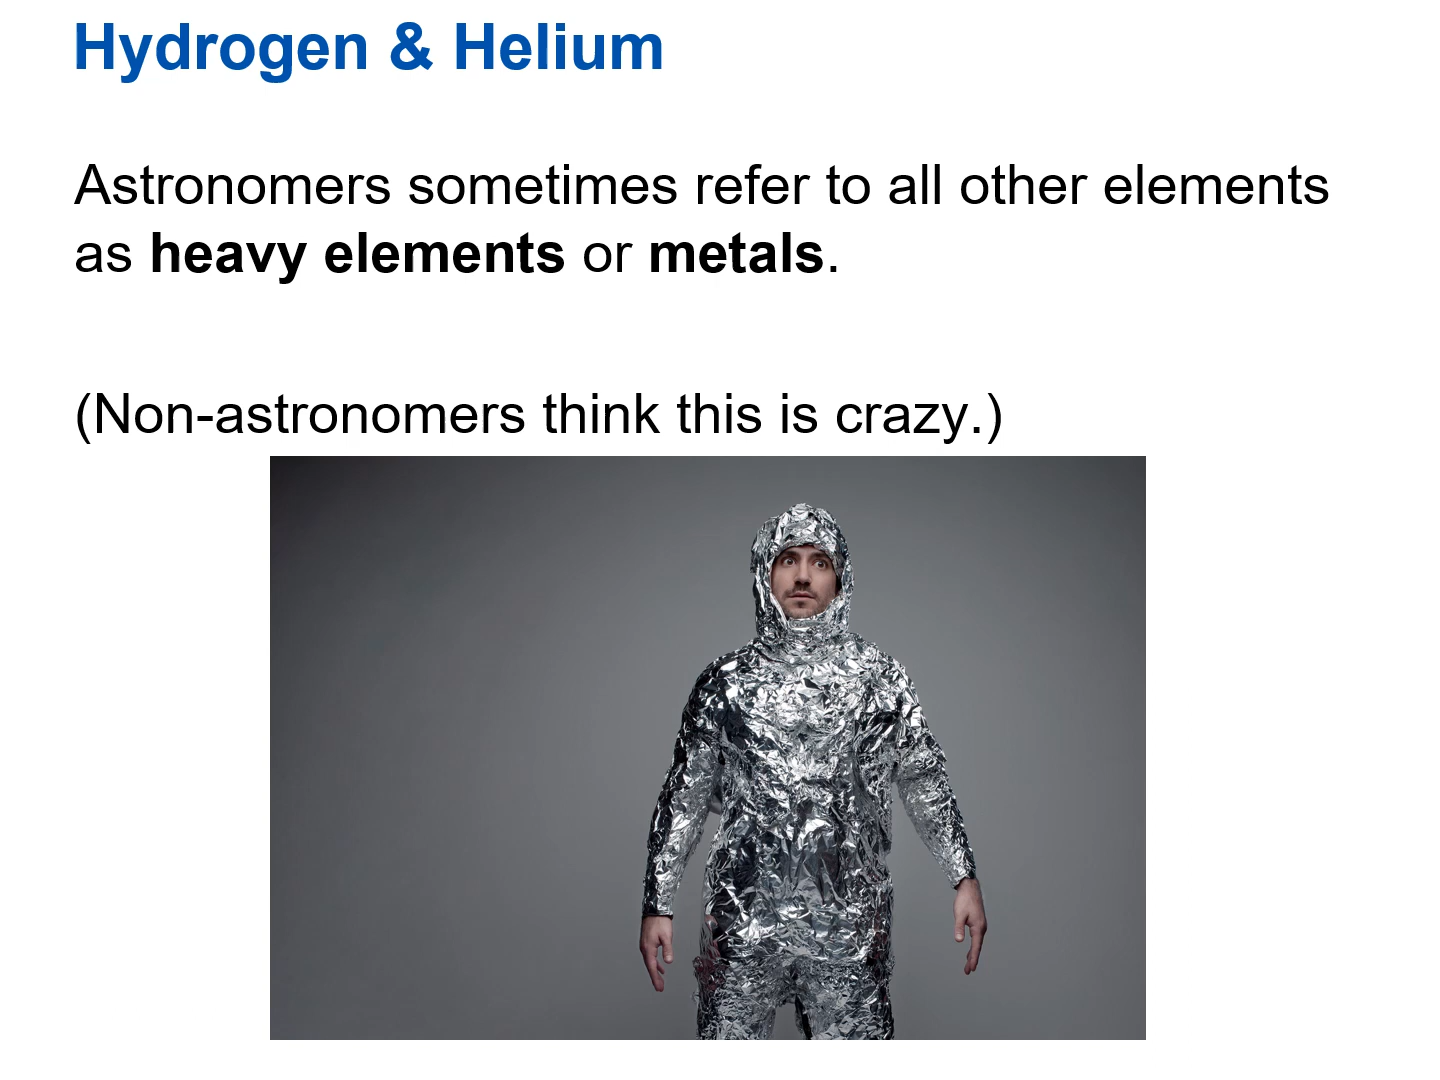 Hydrogen & Helium
Astronomers sometimes refer to all other elements
as heavy elements or metals.
(Non-astronomers think this is crazy.)